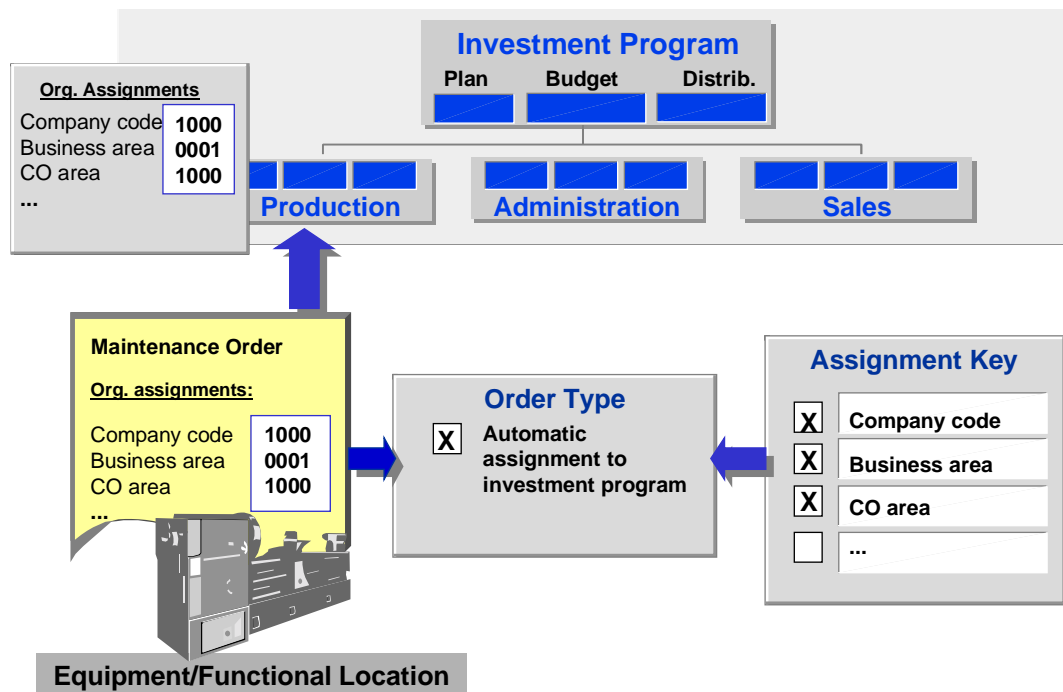 Investment Program
Plan Budget Distrib.
Org. Assignments
Company code 1000
Business area 0001
CO area 1000
...
Production
Administration
Sales
Maintenance Order
Org. assignments:
Company code 1000
Business area 0001
CO area 1000
...
Order Type
X Automatic
assignment to
investment program
Assignment Key
X Company code
X Business area
X CO area
...
Equipment/Functional Location